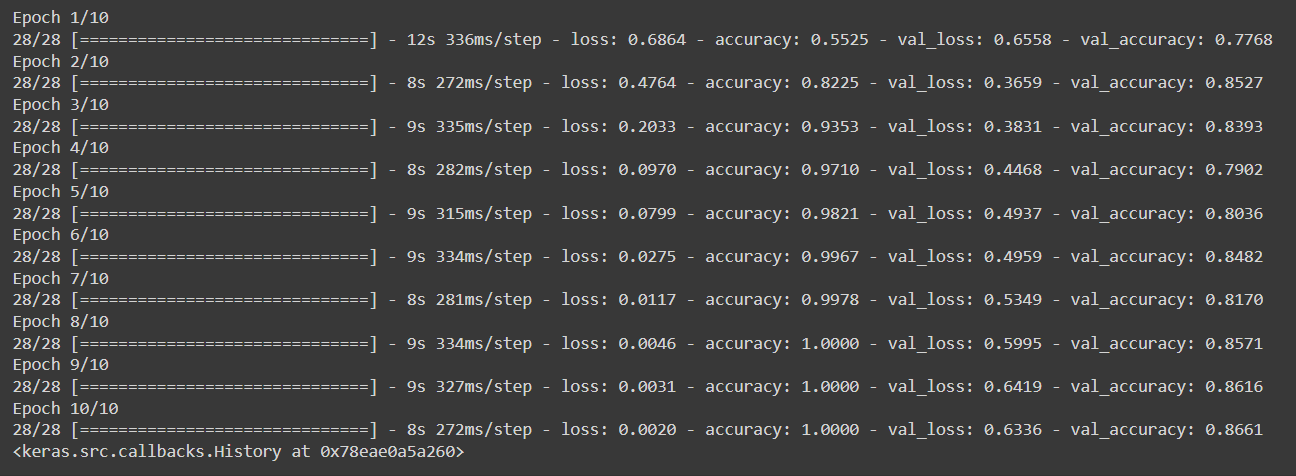 Epoch 1/10
28/28 [==============================] - 12s 336ms/step - loss: 0.6864 - accuracy: 0.5525 - val_loss: 0.6558 - val_accuracy: 0.7768
Epoch 2/10
28/28 [==============================] - 8s 272ms/step - loss: 0.4764 - accuracy: 0.8225 - val_loss: 0.3659 - val_accuracy: 0.8527
Epoch 3/10
28/28 [==============================] - 9s 335ms/step - loss: 0.2033 - accuracy: 0.9353 - val_loss: 0.3831 - val_accuracy: 0.8393
Epoch 4/10
28/28 [==============================] - 8s 282ms/step - loss: 0.0970 - accuracy: 0.9710 - val_loss: 0.4468 - val_accuracy: 0.7902
Epoch 5/10
28/28 [==============================] - 9s 315ms/step - loss: 0.0799 - accuracy: 0.9821 - val_loss: 0.4937 - val_accuracy: 0.8036
Epoch 6/10
28/28 [==============================] - 9s 334ms/step - loss: 0.0275 - accuracy: 0.9967 - val_loss: 0.4959 - val_accuracy: 0.8482
Epoch 7/10
28/28 [==============================] - 8s 281ms/step - loss: 0.0117 - accuracy: 0.9978 - val_loss: 0.5349 - val_accuracy: 0.8170
Epoch 8/10
28/28 [==============================] - 9s 334ms/step - loss: 0.0046 - accuracy: 1.0000 - val_loss: 0.5995 - val_accuracy: 0.8571
Epoch 9/10
28/28 [==============================] - 9s 327ms/step - loss: 0.0031 - accuracy: 1.0000 - val_loss: 0.6419 - val_accuracy: 0.8616
Epoch 10/10
28/28 [==============================] - 8s 272ms/step - loss: 0.0020 - accuracy: 1.0000 - val_loss: 0.6336 - val_accuracy: 0.8661
<keras.src.callbacks.History at 0x78eae0a5a260>